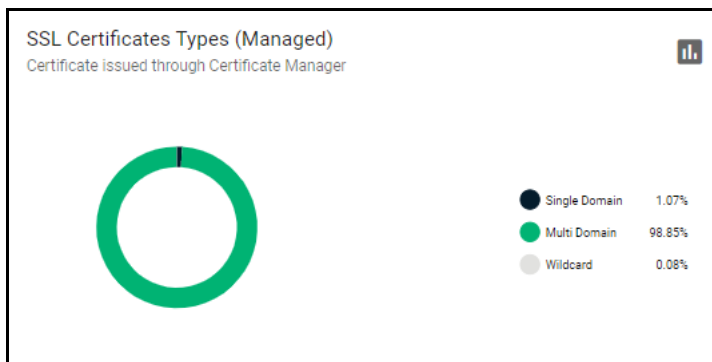 SSL Certificates Types (Managed)
Certificate issued through Certificate Manager
Single Domain 1.07%
Multi Domain 98.85%
Wildcard 0.08%